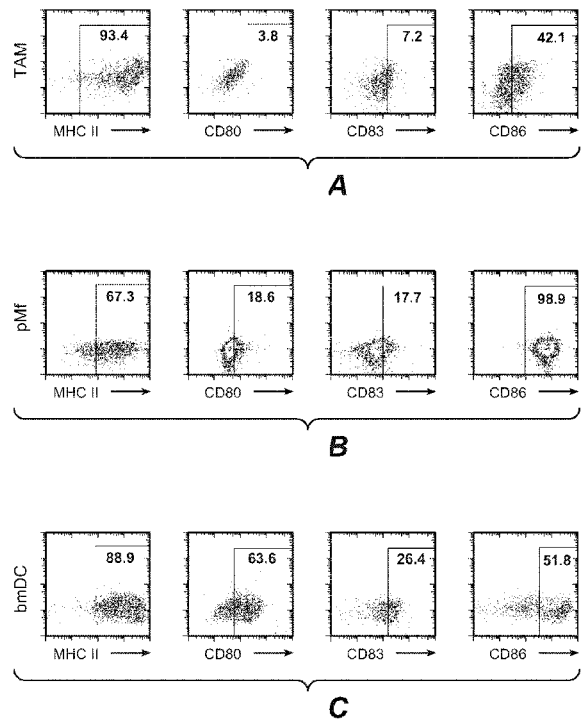 TAM
93.4 3.8 7.2 42.1
MHC II CD80 CD83 CD86
A
pMf
67.3 18.6 17.7 98.9
MHC II CD80 CD83 CD86
B
bmDC
88.9 63.6 26.4 51.8
MHC II CD80 CD83 CD86
C